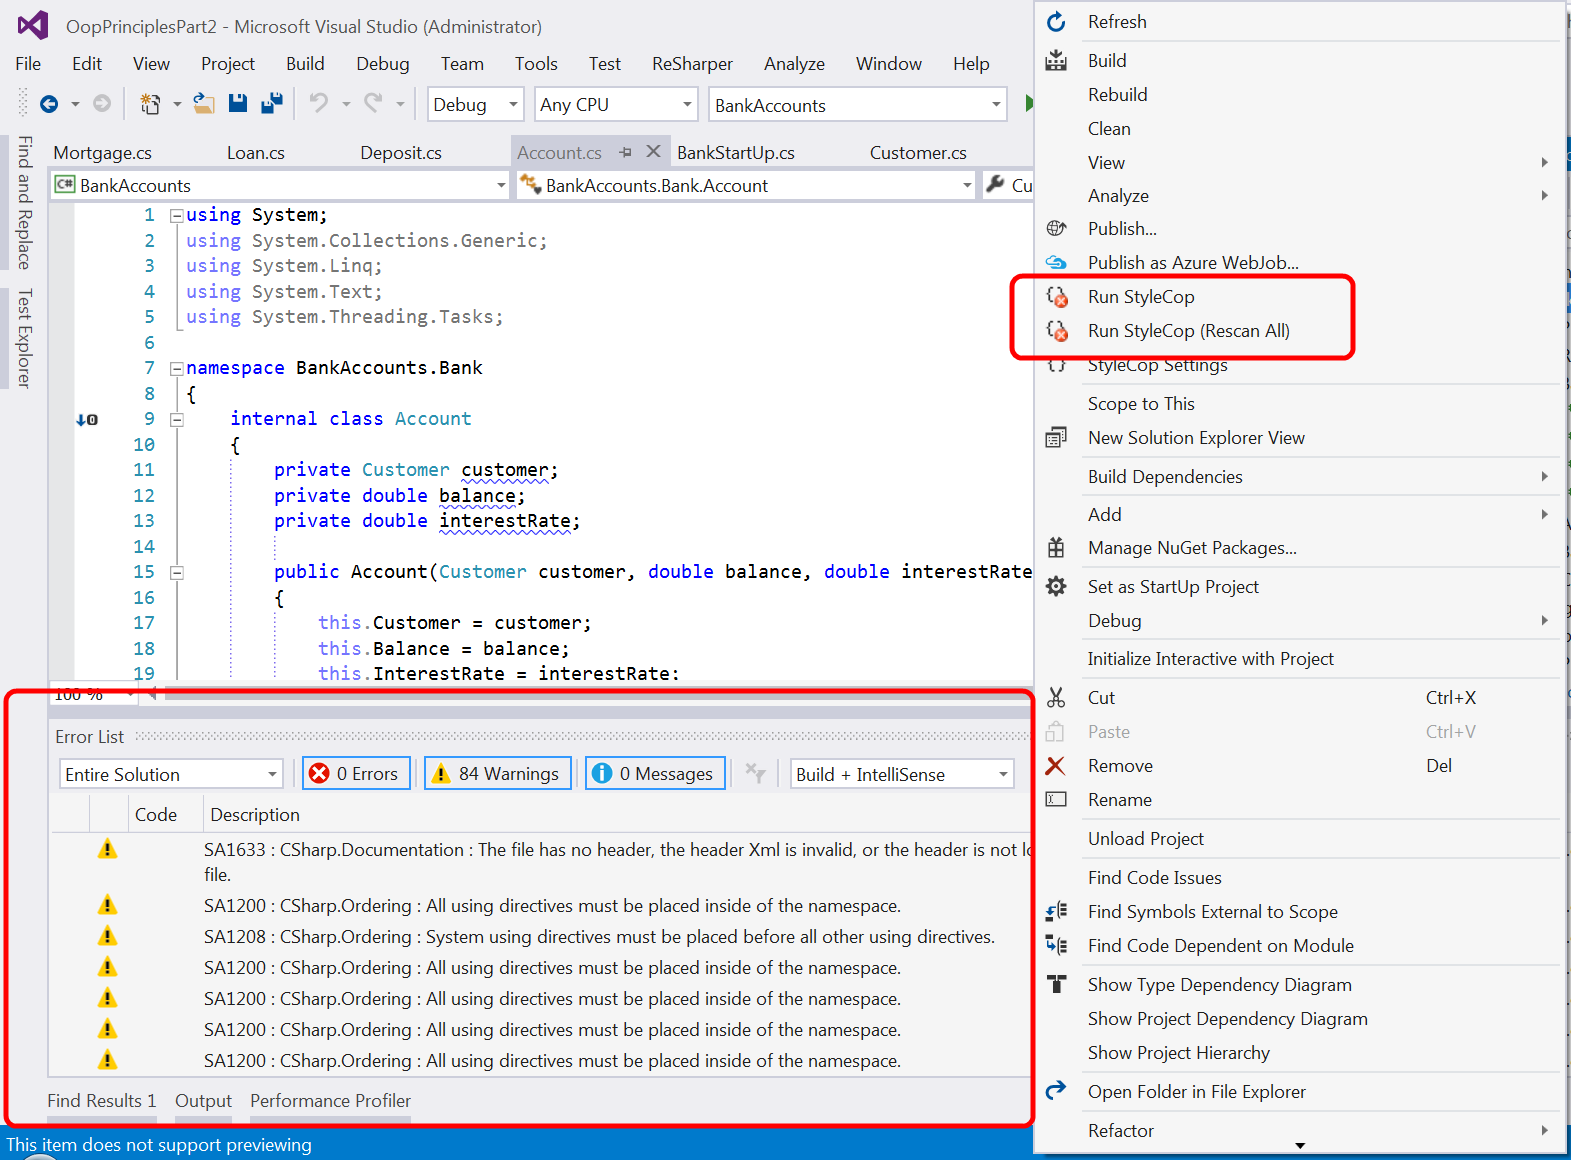 OopPrinciplesPart2 - Microsoft Visual Studio (Administrator)
File Edit View Project Build Debug Team Tools Test ReSharper Analyze Window Help
Debug Any CPU BankAccounts
Find and Replace
Test Explorer
Mortgage.cs Loan.cs Deposit.cs Account.cs BankStartUp.cs Customer.cs
C# BankAccounts BankAccounts.Bank.Account Cu
1 using System;
2 using System.Collections.Generic;
3 using System.Linq;
4 using System.Text;
5 using System.Threading.Tasks;
6
7 namespace BankAccounts.Bank
8 {
9 internal class Account
10 {
11 private Customer customer;
12 private double balance;
13 private double interestRate;
14
15 public Account(Customer customer, double balance, double interestRate
16 {
17 this.Customer = customer;
18 this.Balance = balance;
19 this.InterestRate = interestRate;
100 %
Error List
Entire Solution 0 Errors 84 Warnings 0 Messages Build + IntelliSense
Code Description
SA1633 : CSharp.Documentation : The file has no header, the header Xml is invalid, or the header is not lo
file.
SA1200 : CSharp.Ordering : All using directives must be placed inside of the namespace.
SA1208 : CSharp.Ordering : System using directives must be placed before all other using directives.
SA1200 : CSharp.Ordering : All using directives must be placed inside of the namespace.
SA1200 : CSharp.Ordering : All using directives must be placed inside of the namespace.
SA1200 : CSharp.Ordering : All using directives must be placed inside of the namespace.
SA1200 : CSharp.Ordering : All using directives must be placed inside of the namespace.
Find Results 1 Output Performance Profiler
This item does not support previewing
Refresh
Build
Rebuild
Clean
View
Analyze
Publish...
Publish as Azure WebJob...
Run StyleCop
Run StyleCop (Rescan All)
StyleCop Settings
Scope to This
New Solution Explorer View
Build Dependencies
Add
Manage NuGet Packages...
Set as StartUp Project
Debug
Initialize Interactive with Project
Cut Ctrl+X
Paste Ctrl+V
Remove Del
Rename
Unload Project
Find Code Issues
Find Symbols External to Scope
Find Code Dependent on Module
Show Type Dependency Diagram
Show Project Dependency Diagram
Show Project Hierarchy
Open Folder in File Explorer
Refactor